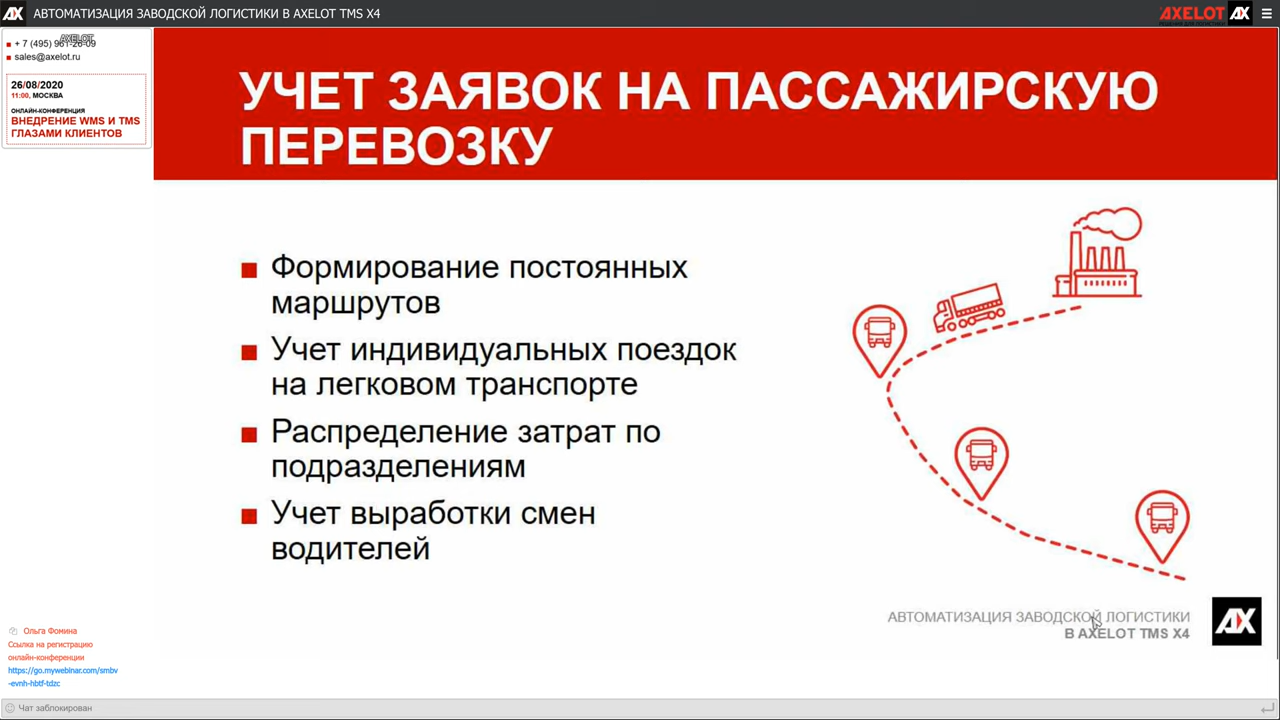 АВТОМАТИЗАЦИЯ ЗАВОДСКОЙ ЛОГИСТИКИ В AXELOT TMS X4
AXELOT
AXELOT
+ 7 (495) 961-26-09
sales@axelot.ru
26/08/2020
11:00, МОСКВА
ОНЛАЙН-КОНФЕРЕНЦИЯ
ВНЕДРЕНИЕ WMS И TMS
ГЛАЗАМИ КЛИЕНТОВ
УЧЕТ ЗАЯВОК НА ПАССАЖИРСКУЮ
ПЕРЕВОЗКУ
Формирование постоянных
маршрутов
Учет индивидуальных поездок
на легковом транспорте
Распределение затрат по
подразделениям
Учет выработки смен
водителей
АВТОМАТИЗАЦИЯ ЗАВОДСКОЙ ЛОГИСТИКИ
В AXELOT TMS X4
AX
Ольга Фомина
Ссылка на регистрацию
онлайн-конференции
https://go.mywebinar.com/smbv
-evnh-hbtf-tdzc
Чат заблокирован